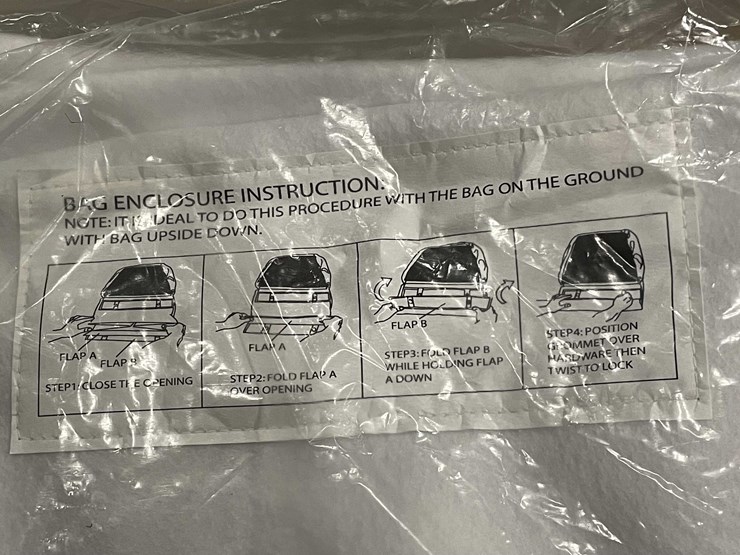 BAG ENCLOSURE INSTRUCTION:
NOTE: IT IS IDEAL TO DO THIS PROCEDURE WITH THE BAG ON THE GROUND
WITH BAG UPSIDE DOWN.
FLAP A
FLAP B
STEP1: CLOSE THE OPENING
FLAP A
STEP2: FOLD FLAP A
OVER OPENING
FLAP B
STEP3: FOLD FLAP B
WHILE HOLDING FLAP
A DOWN
STEP4: POSITION
GROMMET OVER
HARDWARE THEN
TWIST TO LOCK